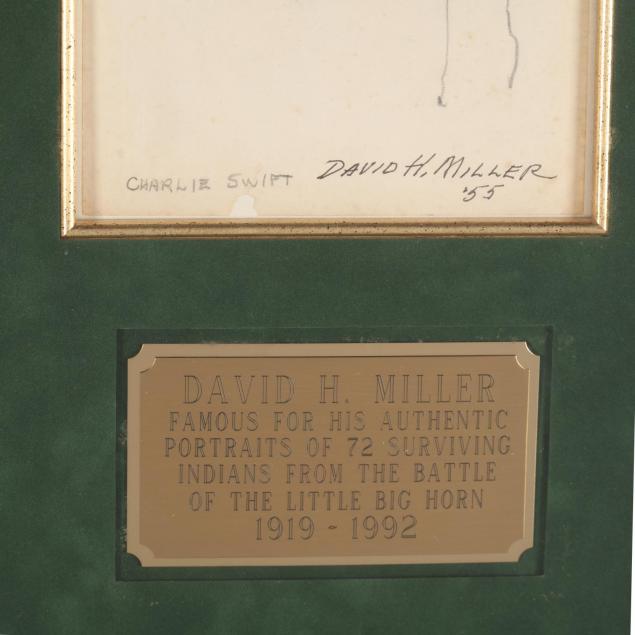 CHARLIE SWIFT DAVID H. MILLER
'55
DAVID H. MILLER
FAMOUS FOR HIS AUTHENTIC
PORTRAITS OF 72 SURVIVING
INDIANS FROM THE BATTLE
OF THE LITTLE BIG HORN
1919 - 1992